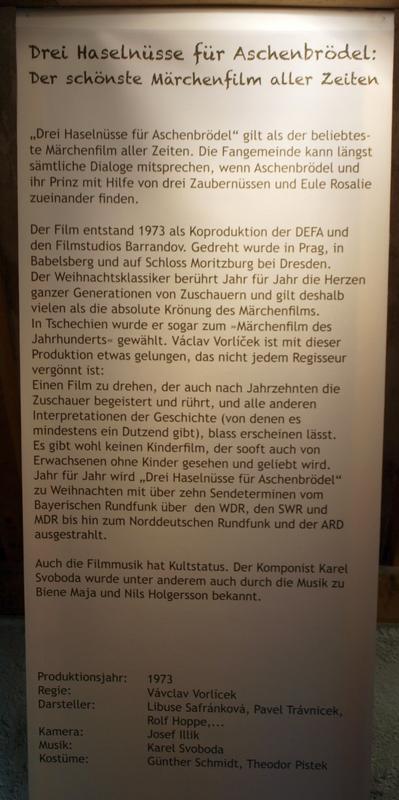 Drei Haselnüsse für Aschenbrödel:
Der schönste Märchenfilm aller Zeiten
„Drei Haselnüsse für Aschenbrödel“ gilt als der beliebtes-
te Märchenfilm aller Zeiten. Die Fangemeinde kann längst
sämtliche Dialoge mitsprechen, wenn Aschenbrödel und
ihr Prinz mit Hilfe von drei Zaubernüssen und Eule Rosalie
zueinander finden.
Der Film entstand 1973 als Koproduktion der DEFA und
den Filmstudios Barrandov. Gedreht wurde in Prag, in
Babelsberg und auf Schloss Moritzburg bei Dresden.
Der Weihnachtsklassiker berührt Jahr für Jahr die Herzen
ganzer Generationen von Zuschauern und gilt deshalb
vielen als die absolute Krönung des Märchenfilms.
In Tschechien wurde er sogar zum »Märchenfilm des
Jahrhunderts« gewählt. Václav Vorlíček ist mit dieser
Produktion etwas gelungen, das nicht jedem Regisseur
vergönnt ist:
Einen Film zu drehen, der auch nach Jahrzehnten die
Zuschauer begeistert und rührt, und alle anderen
Interpretationen der Geschichte (von denen es
mindestens ein Dutzend gibt), blass erscheinen lässt.
Es gibt wohl keinen Kinderfilm, der sooft auch von
Erwachsenen ohne Kinder gesehen und geliebt wird.
Jahr für Jahr wird „Drei Haselnüsse für Aschenbrödel“
zu Weihnachten mit über zehn Sendeterminen vom
Bayerischen Rundfunk über den WDR, den SWR und
MDR bis hin zum Norddeutschen Rundfunk und der ARD
ausgestrahlt.
Auch die Filmmusik hat Kultstatus. Der Komponist Karel
Svoboda wurde unter anderem auch durch die Musik zu
Biene Maja und Nils Holgersson bekannt.
Produktionsjahr: 1973
Regie: Vávclav Vorlicek
Darsteller: Libuse Safránková, Pavel Trávnicek,
Rolf Hoppe,...
Kamera: Josef Illik
Musik: Karel Svoboda
Kostüme: Günther Schmidt, Theodor Pistek